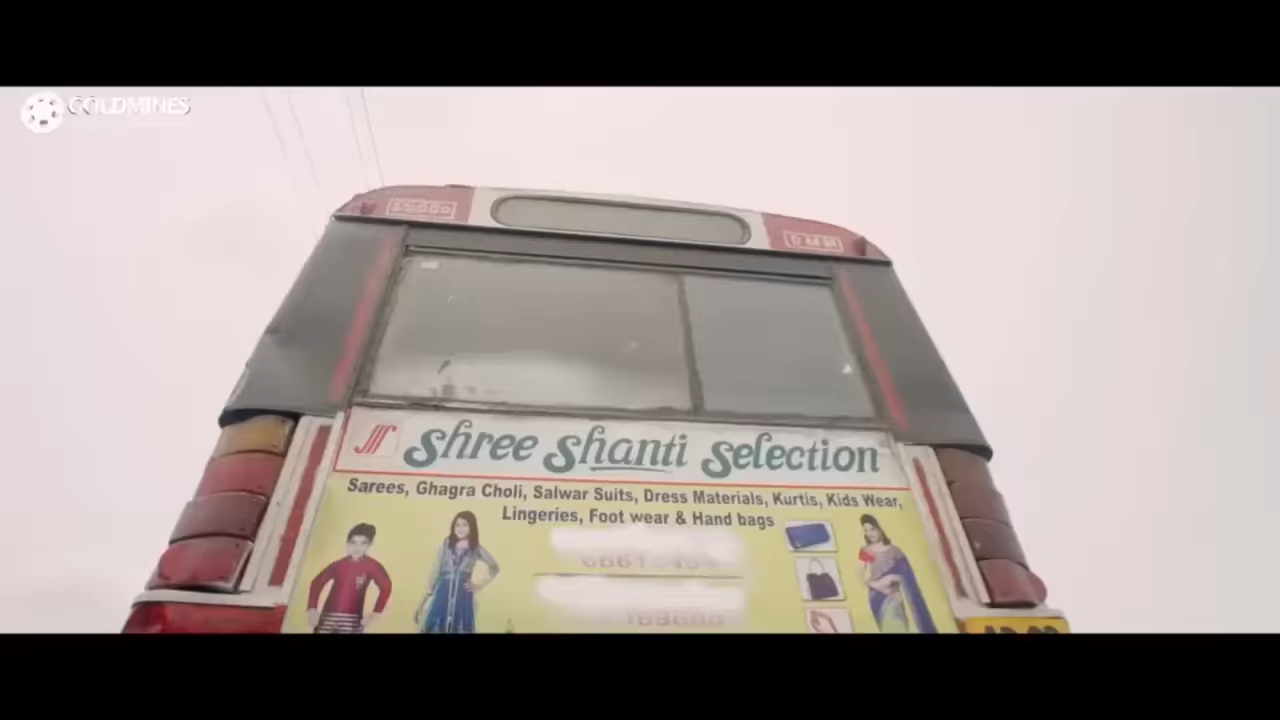 GOLDMINES
Shree Shanti Selection
Sarees, Ghagra Choli, Salwar Suits, Dress Materials, Kurtis, Kids Wear,
Lingeries, Foot wear & Hand bags